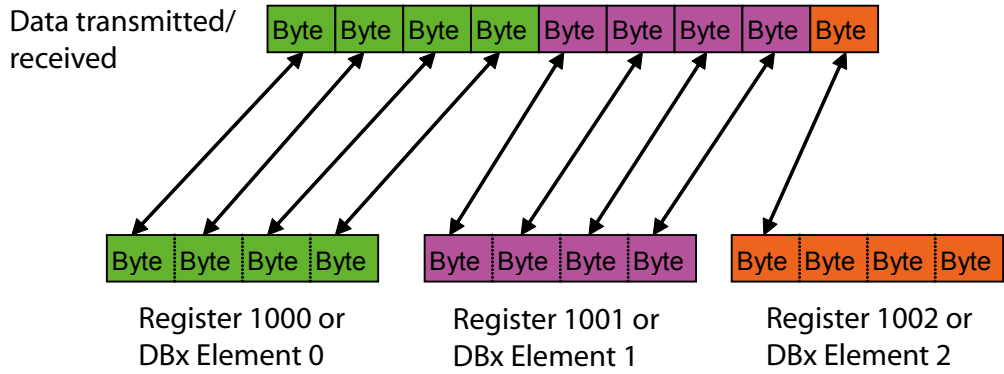 Data transmitted/
received
Byte Byte Byte Byte Byte Byte Byte Byte Byte
Byte Byte Byte Byte
Byte Byte Byte Byte
Byte Byte Byte Byte
Register 1000 or
DBx Element 0
Register 1001 or
DBx Element 1
Register 1002 or
DBx Element 2